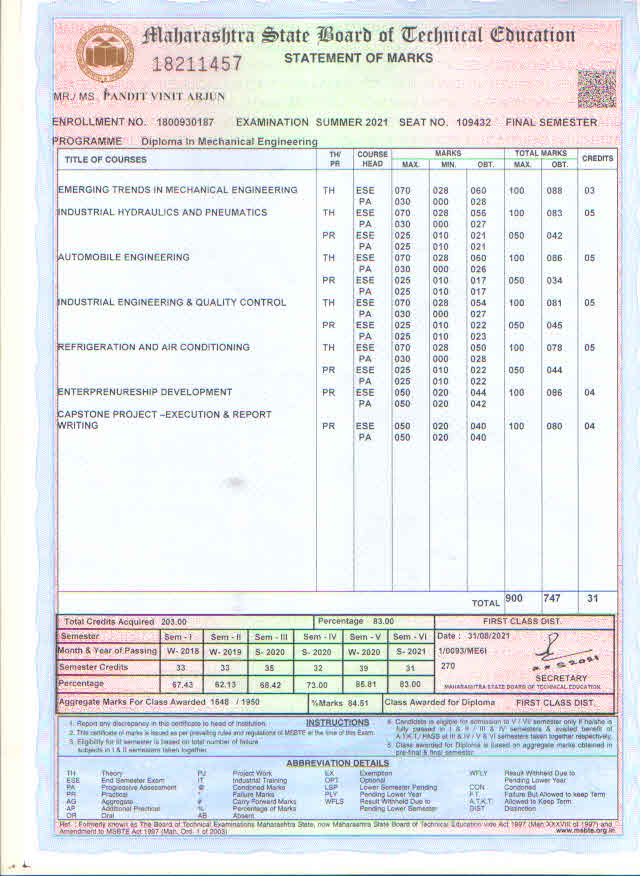 Maharashtra State Board of Technical Education
18211457
STATEMENT OF MARKS
MR./ MS. PANDIT VINIT ARJUN
ENROLLMENT NO. 1800930187 EXAMINATION SUMMER 2021 SEAT NO. 109432 FINAL SEMESTER
PROGRAMME Diploma In Mechanical Engineering
TITLE OF COURSES TH/ PR COURSE HEAD MARKS MAX. MIN. OBT. TOTAL MARKS MAX. OBT. CREDITS
EMERGING TRENDS IN MECHANICAL ENGINEERING TH ESE 070 028 060 100 088 03
PA 030 000 028
INDUSTRIAL HYDRAULICS AND PNEUMATICS TH ESE 070 028 056 100 083 05
PA 030 000 027
PR ESE 025 010 021 050 042
PA 025 010 021
AUTOMOBILE ENGINEERING TH ESE 070 028 060 100 086 05
PA 030 000 026
PR ESE 025 010 017 050 034
PA 025 010 017
INDUSTRIAL ENGINEERING & QUALITY CONTROL TH ESE 070 028 054 100 081 05
PA 030 000 027
PR ESE 025 010 022 050 045
PA 025 010 023
REFRIGERATION AND AIR CONDITIONING TH ESE 070 028 050 100 078 05
PA 030 000 028
PR ESE 025 010 022 050 044
PA 025 010 022
ENTERPRENURESHIP DEVELOPMENT PR ESE 050 020 044 100 086 04
PA 050 020 042
CAPSTONE PROJECT –EXECUTION & REPORT
WRITING PR ESE 050 020 040 100 080 04
PA 050 020 040
TOTAL 900 747 31
Total Credits Acquired 203.00 Percentage 83.00 FIRST CLASS DIST.
Semester Sem - I Sem - II Sem - III Sem - IV Sem - V Sem - VI Date : 31/08/2021
Month & Year of Passing W- 2018 W- 2019 S- 2020 S- 2020 W- 2020 S- 2021 1/0093/ME6I
Semester Credits 33 33 35 32 39 31 270
SECRETARY
Percentage 67.43 62.13 68.42 73.00 85.81 83.00 MAHARASHTRA STATE BOARD OF TECHNICAL EDUCATION
Aggregate Marks For Class Awarded 1648 / 1950 %Marks 84.51 Class Awarded for Diploma FIRST CLASS DIST.
INSTRUCTIONS
1. Report any discrepancy in this certificate to head of Institution.
2. This certificate of marks is issued as per prevailing rules and regulations of MSBTE at the time of this Exam.
3. Eligibility for III semester is based on total number of failure
subjects in I & II semesters taken together.
4. Candidate is eligible for admission to V / VII semester only if he/she is
fully passed in I & II / III & IV semesters & availed benefit of
A.T.K.T./ PASS at III & IV / V & VI semesters taken together respectively.
5. Class awarded for Diploma is based on aggregate marks obtained in
pre-final & final semester.
ABBREVIATION DETAILS
TH Theory PJ Project Work EX Exemption WFLY Result Withheld Due to
ESE End Semester Exam IT Industrial Training OPT Optional Pending Lower Year
PA Progressive Assessment @ Condoned Marks LSP Lower Semester Pending CON Condoned
PR Practical * Failure Marks PLY Pending Lower Year F.T. Failure But Allowed to keep Term
AG Aggregate # Carry Forward Marks WFLS Result Withheld Due to A.T.K.T. Allowed to Keep Term
AP Additional Practical % Percentage of Marks Pending Lower Semester DIST Distinction
OR Oral AB Absent
Ref. : Formerly known as The Board of Technical Examinations Maharashtra State, now Maharashtra State Board of Technical Education vide Act 1997 (Mah XXXVIII of 1997) and
Amendment to MSBTE Act 1997 (Mah. Ord. 1 of 2003) www.msbte.org.in